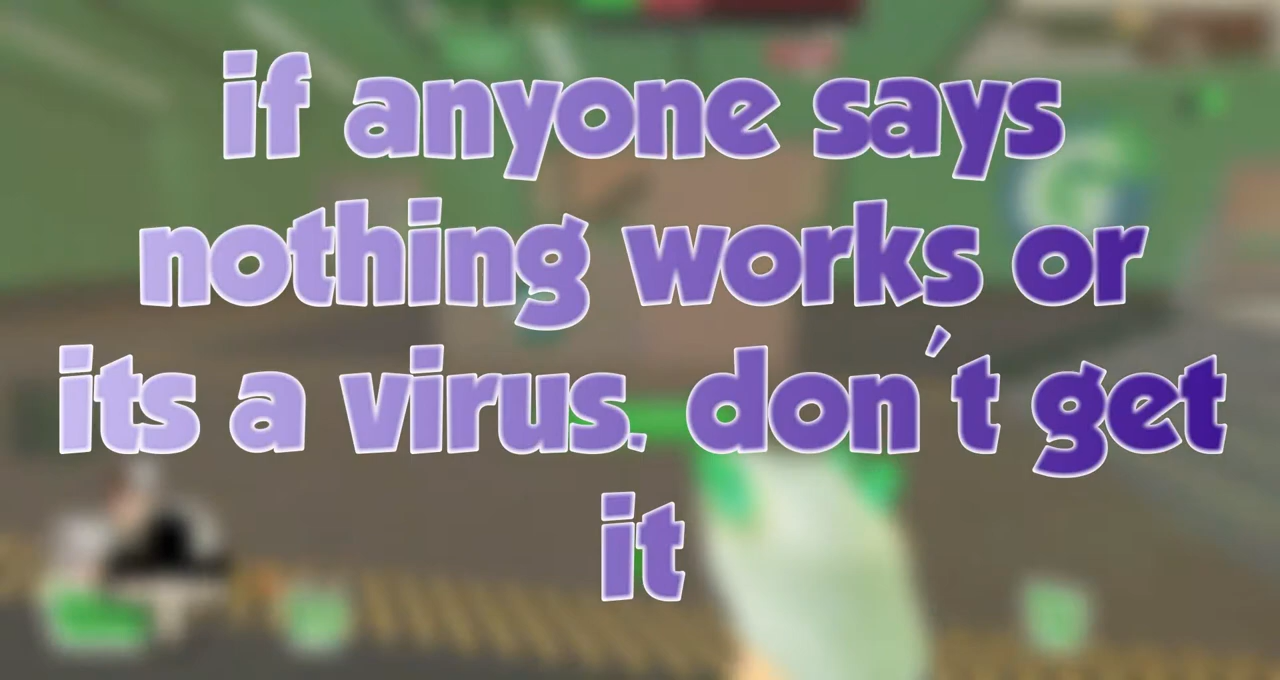 if anyone says
nothing works or
its a virus. don't get
it